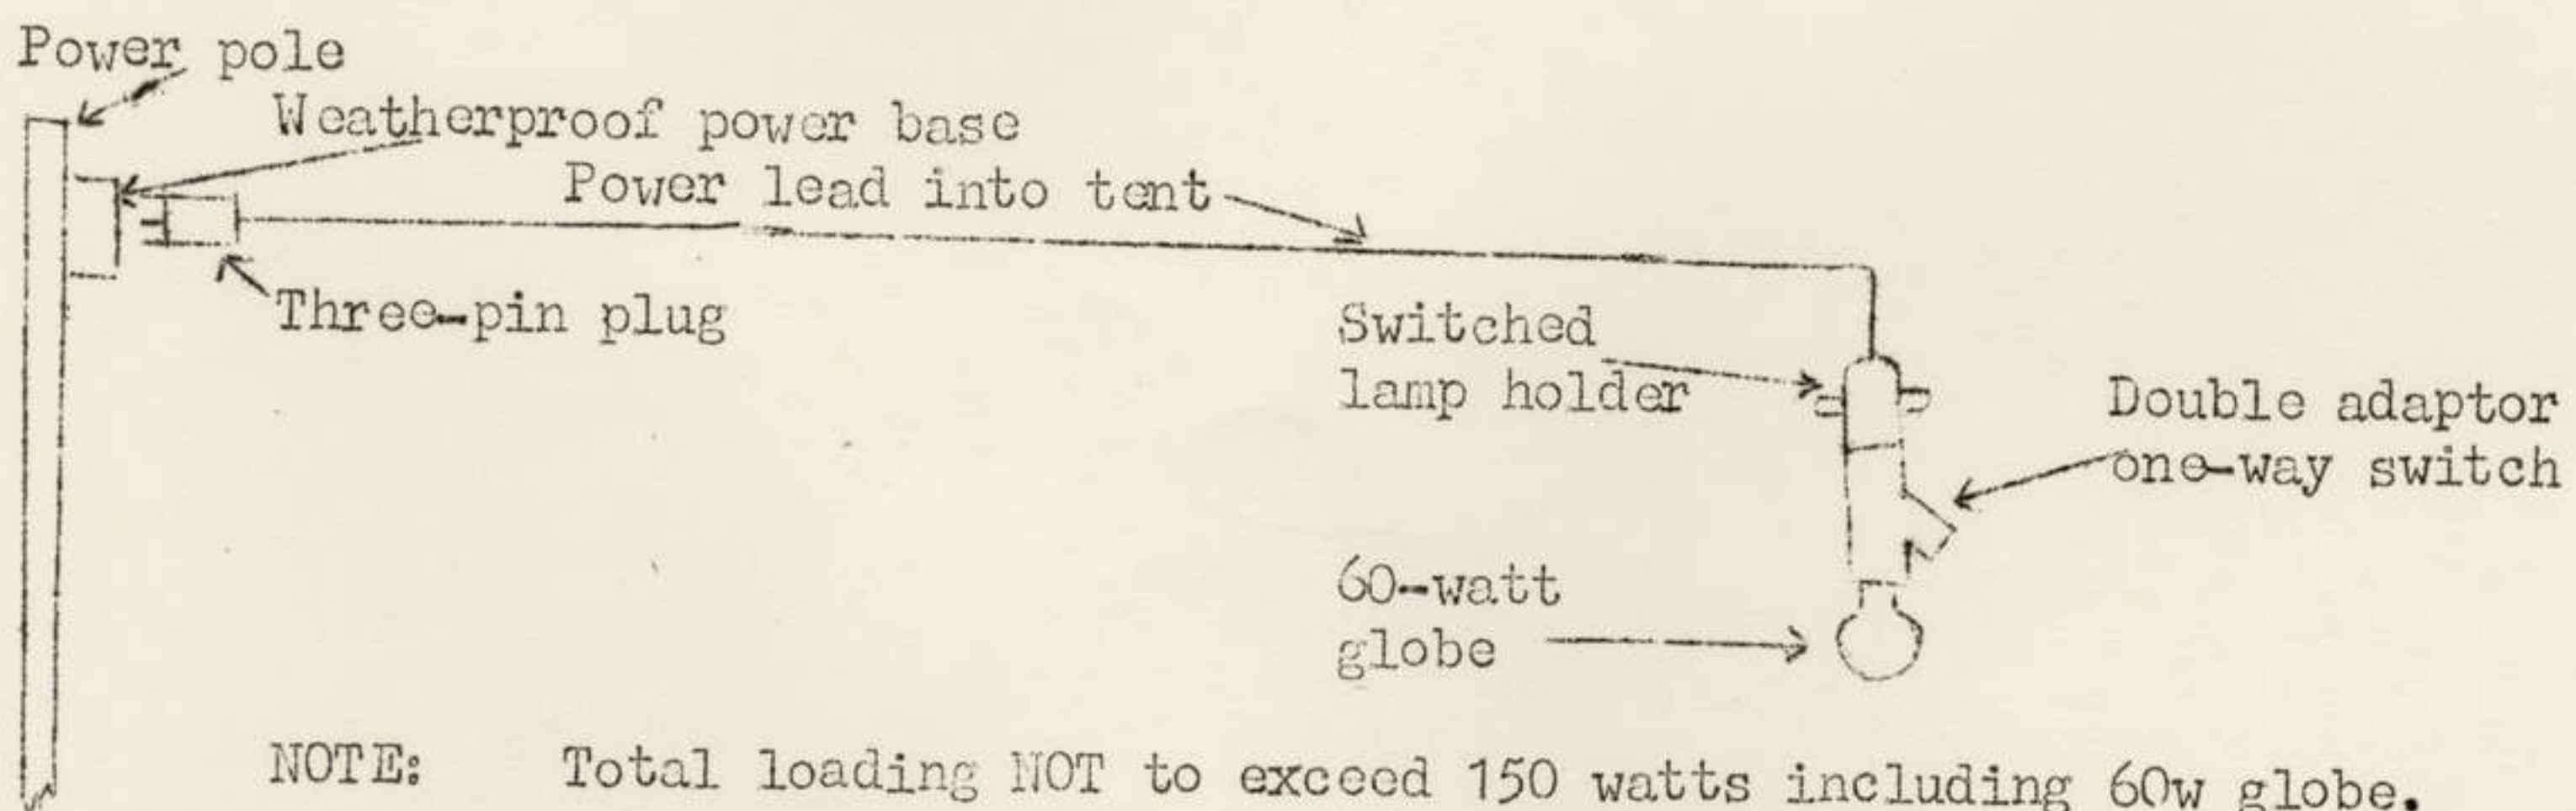 Power pole
Weatherproof power base
Power lead into tent
Three-pin plug
Switched
lamp holder
Double adaptor
one-way switch
60-watt
globe
NOTE: Total loading NOT to exceed 150 watts including 60w globe.